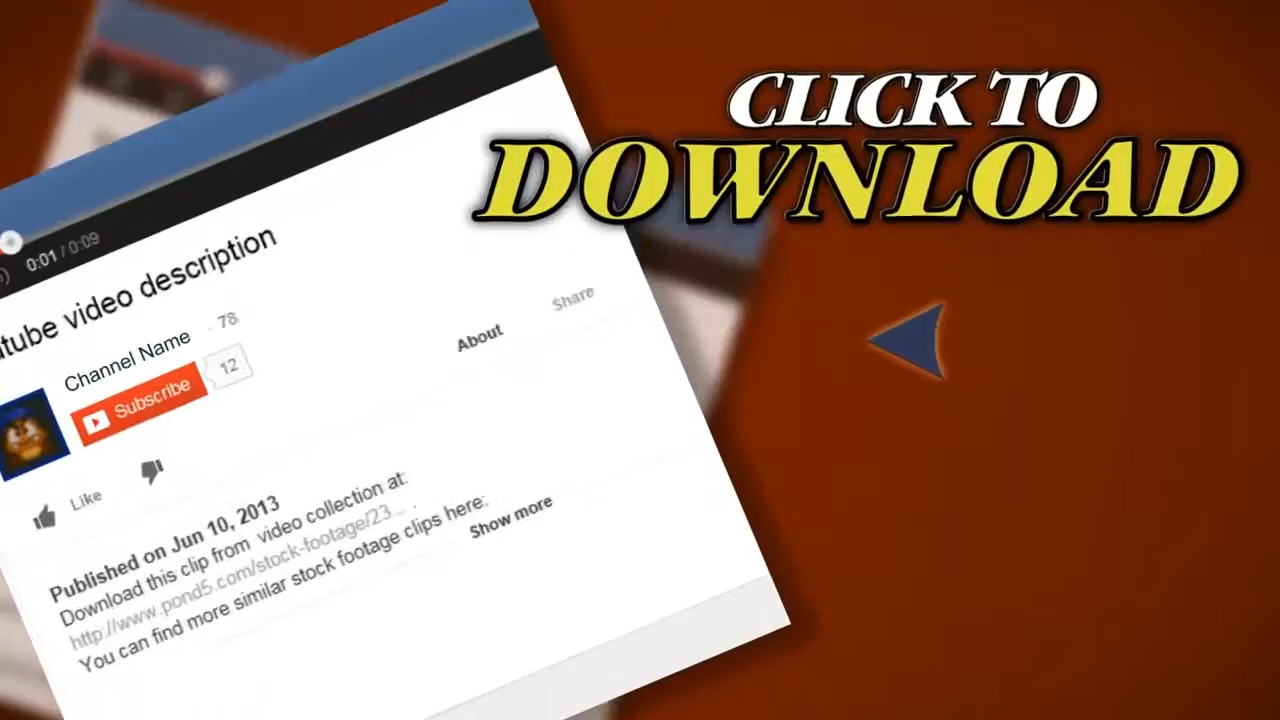 CLICK TO
DOWNLOAD
0:01 / 0:09
tube video description
Channel Name
78
Subscribe
12
About
Share
Like
Published on Jun 10, 2013
Download this clip from video collection at:
http://www.pond5.com/stock-footage/23...
You can find more similar stock footage clips here:
Show more